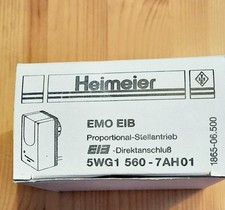 Heimeier
EMO EIB
Proportional-Stellantrieb
EIB -Direktanschluß
5WG1 560-7AH01
1865-06.500